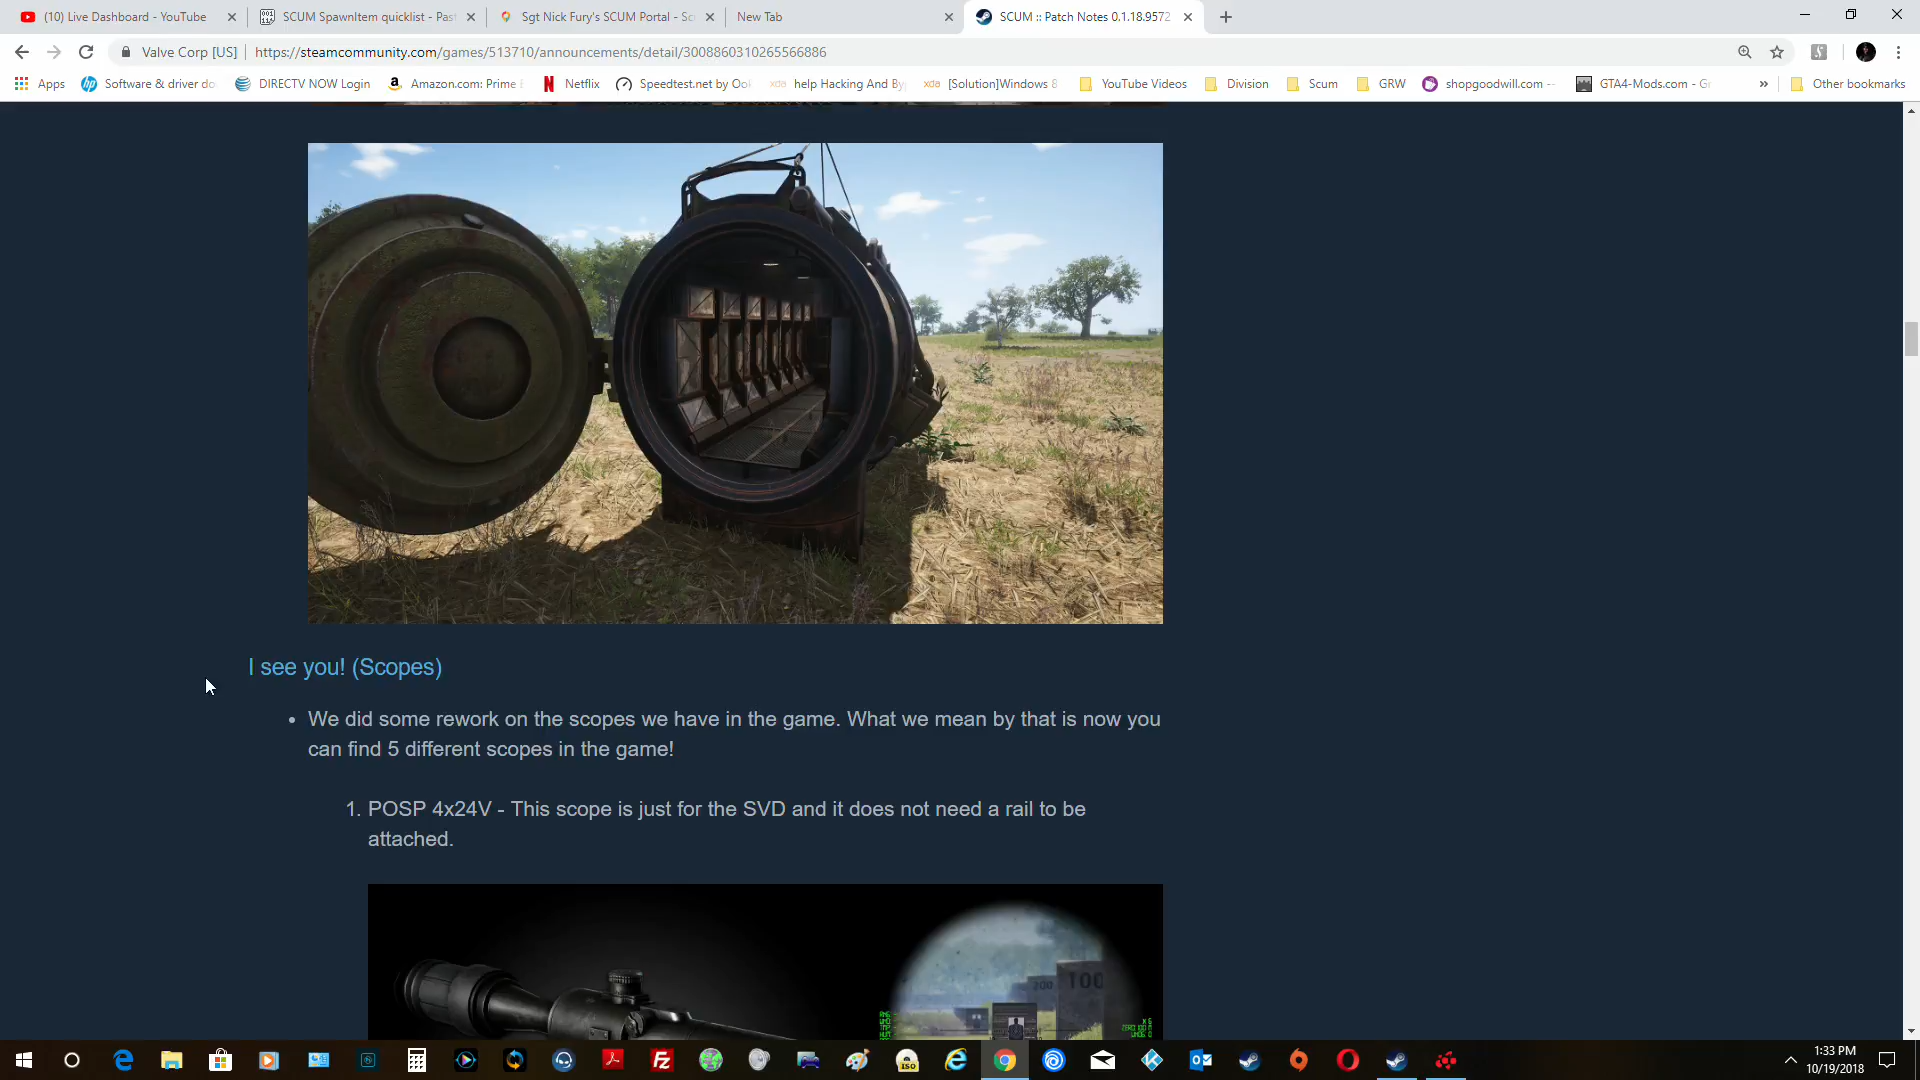 (10) Live Dashboard - YouTube
SCUM SpawnItem quicklist - Past
Sgt Nick Fury's SCUM Portal - Sc
New Tab
SCUM :: Patch Notes 0.1.18.9572
Valve Corp [US]
https://steamcommunity.com/games/513710/announcements/detail/3008860310265566886
Apps
Software & driver do
DIRECTV NOW Login
Amazon.com: Prime
Netflix
Speedtest.net by Ook
help Hacking And By
[Solution]Windows 8
YouTube Videos
Division
Scum
GRW
shopgoodwill.com --
GTA4-Mods.com - Gr
»
Other bookmarks
I see you! (Scopes)
• We did some rework on the scopes we have in the game. What we mean by that is now you
can find 5 different scopes in the game!
1. POSP 4x24V - This scope is just for the SVD and it does not need a rail to be
attached.
200
100
ZERO 100
ISO
1:33 PM
10/19/2018